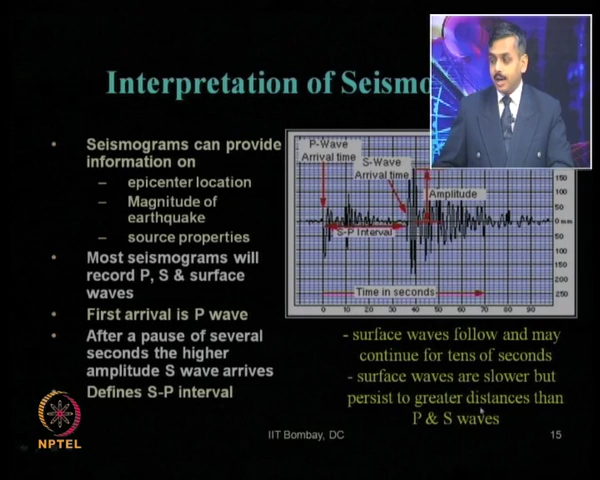 Interpretation of Seismo
Seismograms can provide
information on
– epicenter location
– Magnitude of
earthquake
– source properties
Most seismograms will
record P, S & surface
waves
First arrival is P wave
After a pause of several
seconds the higher
amplitude S wave arrives
Defines S-P interval
P-Wave
Arrival time
S-Wave
Arrival time
Amplitude
S-P Interval
Time in seconds
150
100
50
0 mm
50
100
150
200
250
0 10 20 30 40 50 60 70 80 90
- surface waves follow and may
continue for tens of seconds
- surface waves are slower but
persist to greater distances than
P & S waves
NPTEL
IIT Bombay, DC
15